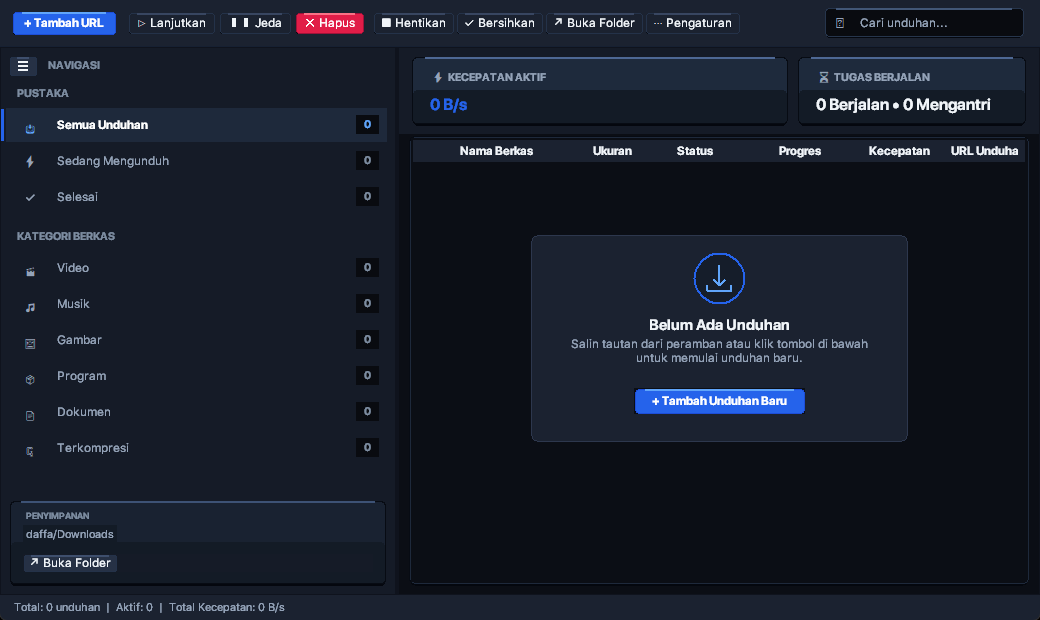 + Tambah URL
Lanjutkan
Jeda
Hapus
Hentikan
Bersihkan
Buka Folder
Pengaturan
Cari unduhan...
NAVIGASI
PUSTAKA
Semua Unduhan 0
Sedang Mengunduh 0
Selesai 0
KATEGORI BERKAS
Video 0
Musik 0
Gambar 0
Program 0
Dokumen 0
Terkompresi 0
PENYIMPANAN
daffa/Downloads
Buka Folder
KECEPATAN AKTIF
0 B/s
TUGAS BERJALAN
0 Berjalan • 0 Mengantri
Nama Berkas Ukuran Status Progres Kecepatan URL Unduha
Belum Ada Unduhan
Salin tautan dari peramban atau klik tombol di bawah
untuk memulai unduhan baru.
+ Tambah Unduhan Baru
Total: 0 unduhan | Aktif: 0 | Total Kecepatan: 0 B/s